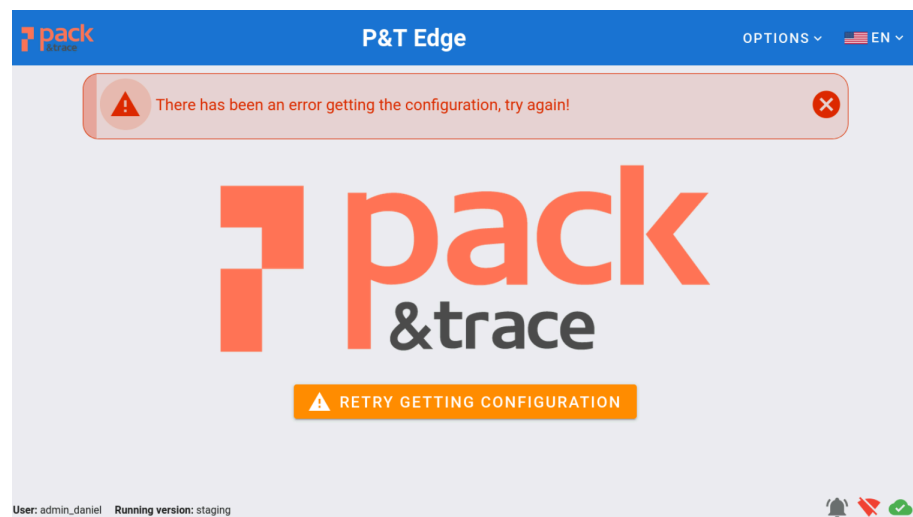 pack
&trace
P&T Edge
OPTIONS
EN
There has been an error getting the configuration, try again!
pack
&trace
RETRY GETTING CONFIGURATION
User: admin_daniel Running version: staging